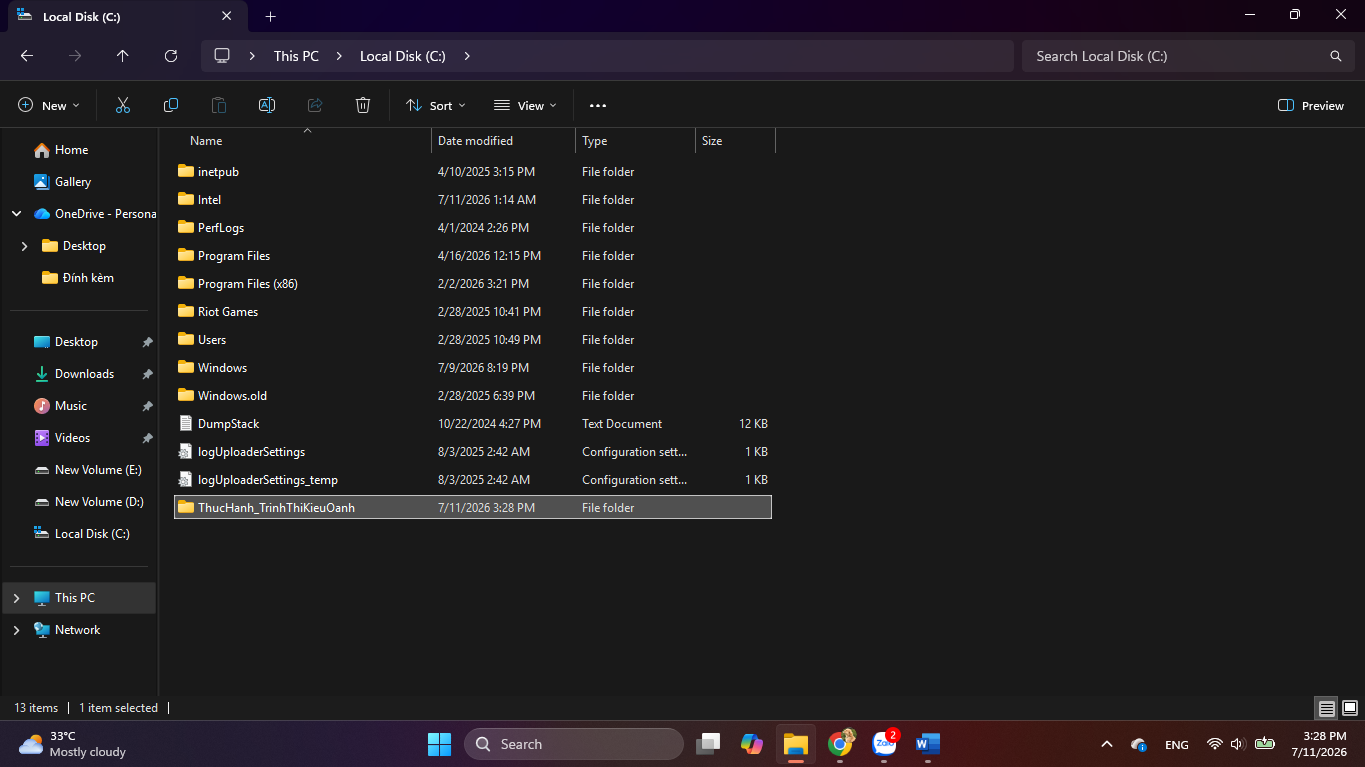 Local Disk (C:)
This PC
Local Disk (C:)
Search Local Disk (C:)
New
Sort
View
Preview
Name Date modified Type Size
Home
Gallery
OneDrive - Persona
Desktop
Đính kèm
Desktop
Downloads
Music
Videos
New Volume (E:)
New Volume (D:)
Local Disk (C:)
This PC
Network
inetpub 4/10/2025 3:15 PM File folder
Intel 7/11/2026 1:14 AM File folder
PerfLogs 4/1/2024 2:26 PM File folder
Program Files 4/16/2026 12:15 PM File folder
Program Files (x86) 2/2/2026 3:21 PM File folder
Riot Games 2/28/2025 10:41 PM File folder
Users 2/28/2025 10:49 PM File folder
Windows 7/9/2026 8:19 PM File folder
Windows.old 2/28/2025 6:39 PM File folder
DumpStack 10/22/2024 4:27 PM Text Document 12 KB
logUploaderSettings 8/3/2025 2:42 AM Configuration sett... 1 KB
logUploaderSettings_temp 8/3/2025 2:42 AM Configuration sett... 1 KB
ThucHanh_TrinhThiKieuOanh 7/11/2026 3:28 PM File folder
13 items 1 item selected
33°C
Mostly cloudy
Search
Zalo
2
W
ENG
3:28 PM
7/11/2026